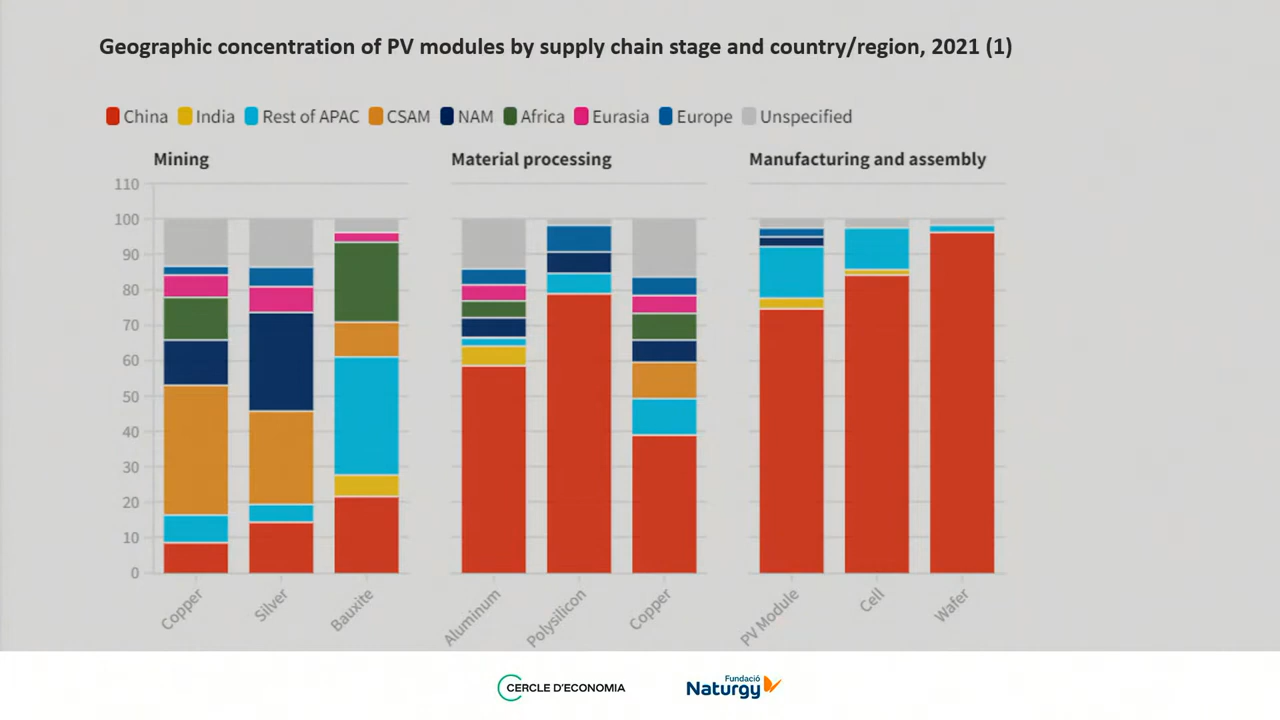 Geographic concentration of PV modules by supply chain stage and country/region, 2021 (1)
China India Rest of APAC CSAM NAM Africa Eurasia Europe Unspecified
Mining
Material processing
Manufacturing and assembly
110
100
90
80
70
60
50
40
30
20
10
0
Copper
Silver
Bauxite
Aluminum
Polysilicon
Copper
PV Module
Cell
Wafer
CERCLE D'ECONOMIA
Fundació
Naturgy